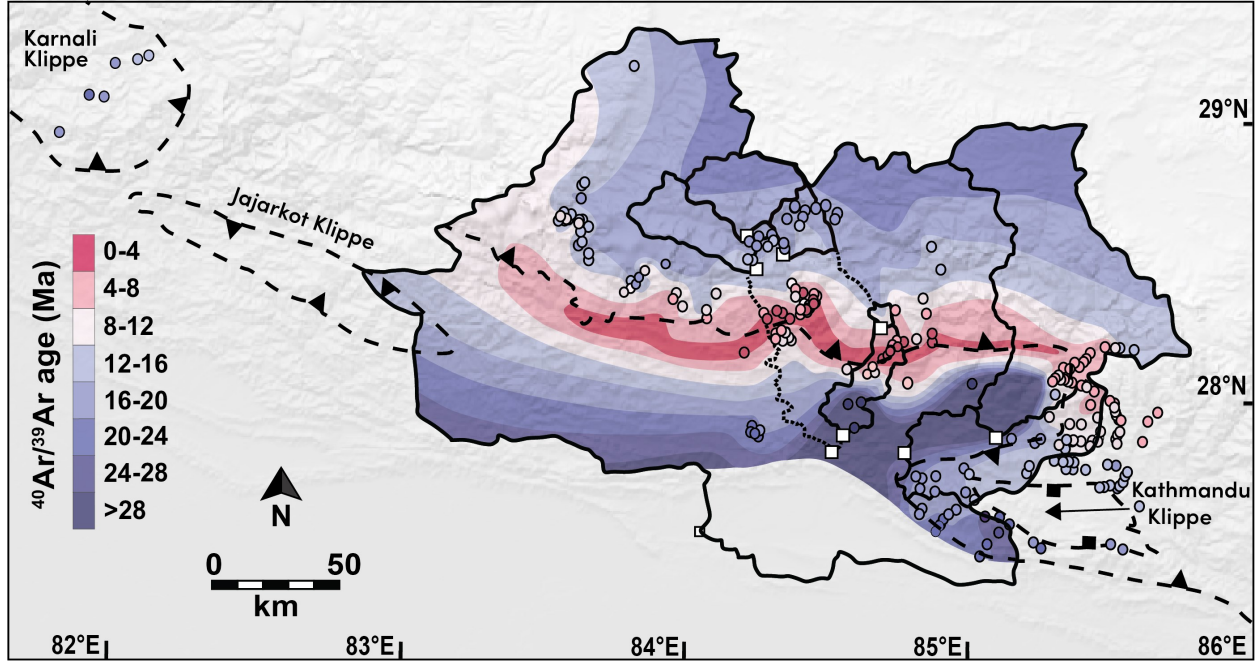 Karnali
Klippe
29°N
Jajarkot Klippe
40Ar/39Ar age (Ma)
0-4
4-8
8-12
12-16
16-20
20-24
24-28
>28
28°N
N
Kathmandu
Klippe
0 50
km
82°E 83°E 84°E 85°E 86°E